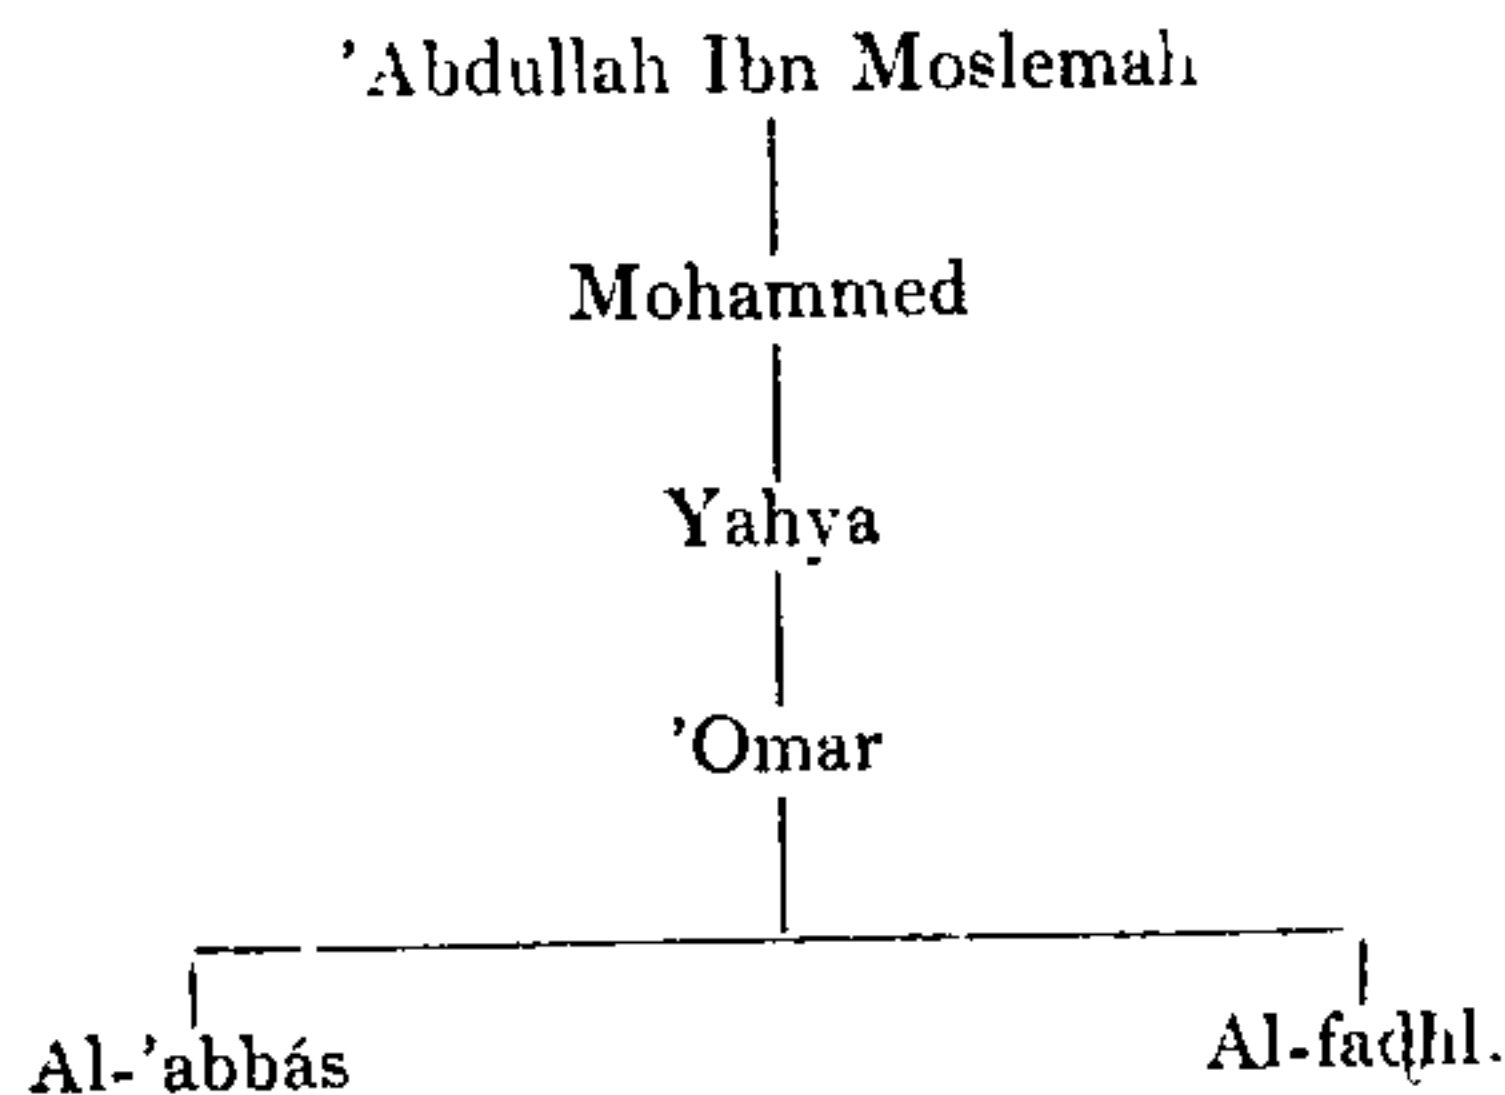 ’Abdullah Ibn Moslemah
Mohammed
Yahya
’Omar
Al-’abbás Al-fadhl.